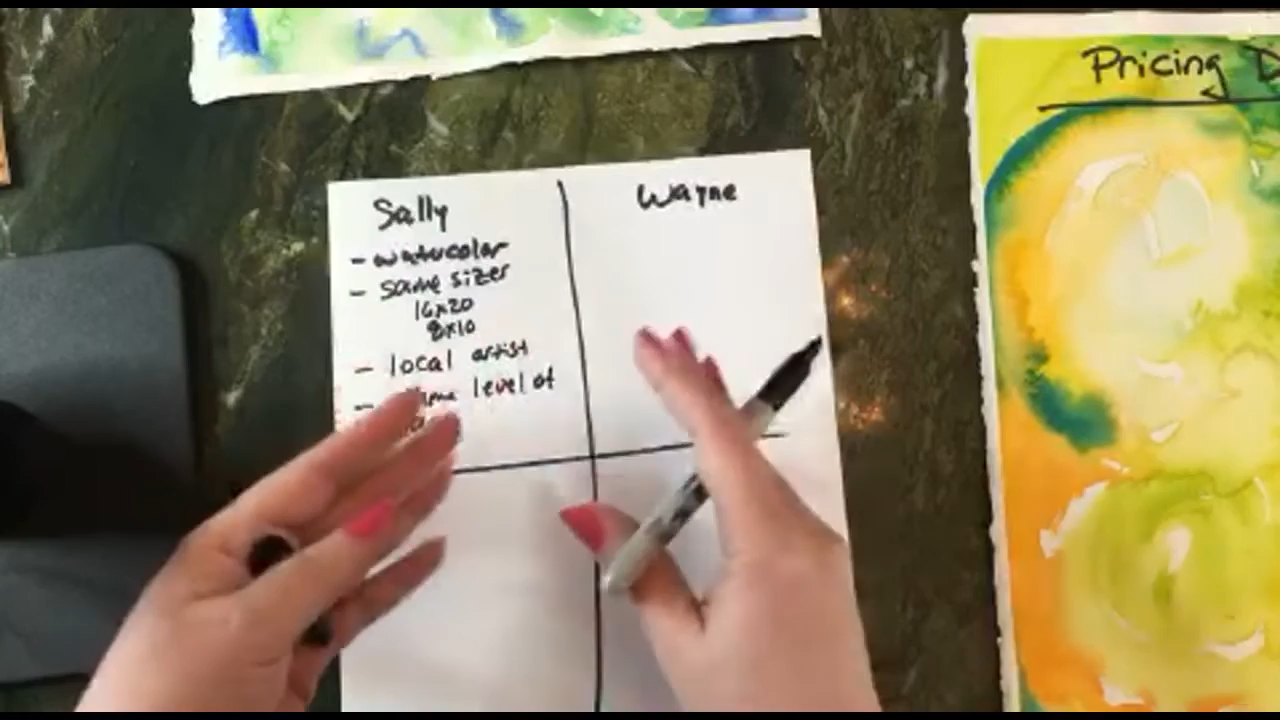 Pricing D
Sally
- watercolor
- same sizes
16x20
8x10
- local artist
- level of
Wayne